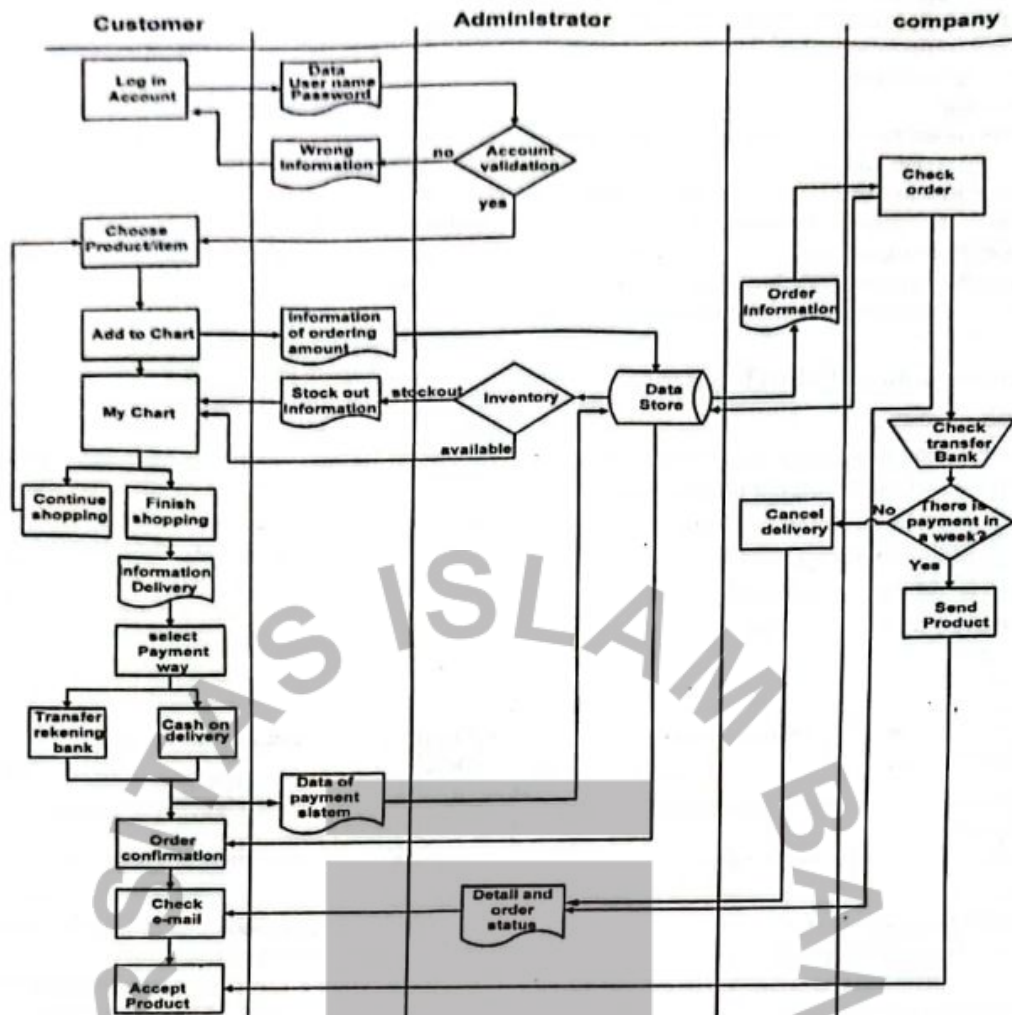 Customer
Administrator
company
Log in
Account
Data
User name
Password
Wrong
Information
no
Account
validation
yes
Check
order
Choose
Product/item
Order
Information
Add to Chart
Information
of ordering
amount
My Chart
Stock out
Information
stockout
Inventory
available
Data
Store
Check
transfer
Bank
Continue
shopping
Finish
shopping
Cancel
delivery
No
There is
payment in
a week?
Yes
Information
Delivery
Send
Product
select
Payment
way
Transfer
rekening
bank
Cash on
delivery
Data of
payment
sistem
Order
confirmation
Check
e-mail
Detail and
order
status
Accept
Product
RSITAS ISLAM BAN